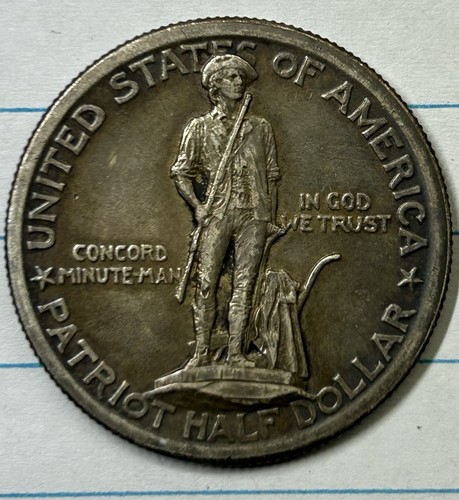 UNITED STATES OF AMERICA
IN GOD
WE TRUST
CONCORD
MINUTE-MAN
PATRIOT HALF DOLLAR